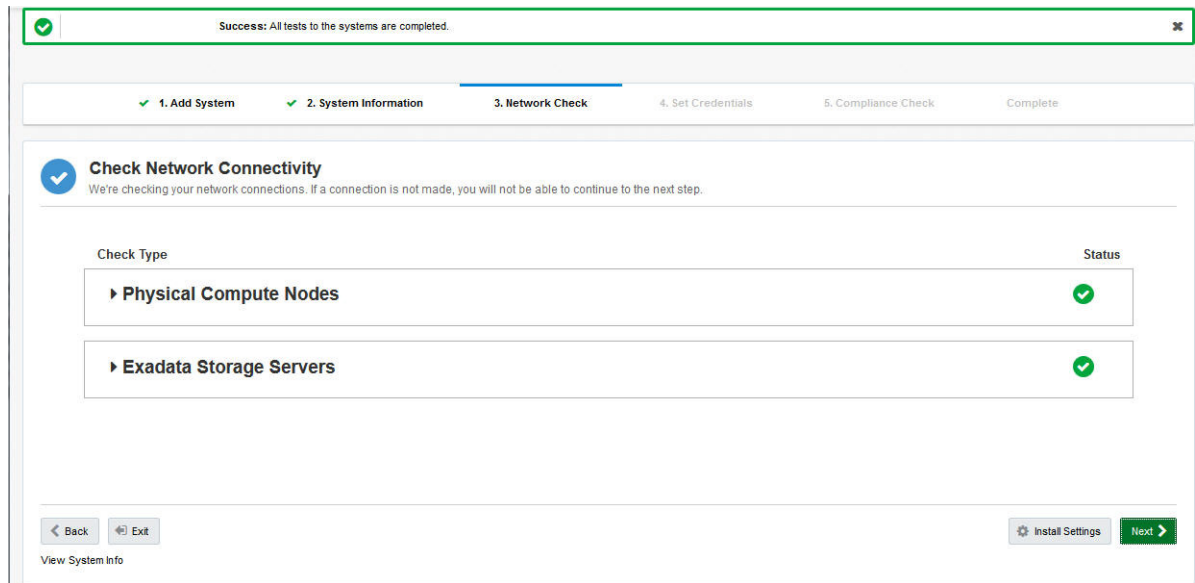 Success: All tests to the systems are completed.
1. Add System 2. System Information 3. Network Check 4. Set Credentials 5. Compliance Check Complete
Check Network Connectivity
We're checking your network connections. If a connection is not made, you will not be able to continue to the next step.
Check Type Status
Physical Compute Nodes
Exadata Storage Servers
Back Exit Install Settings Next
View System Info